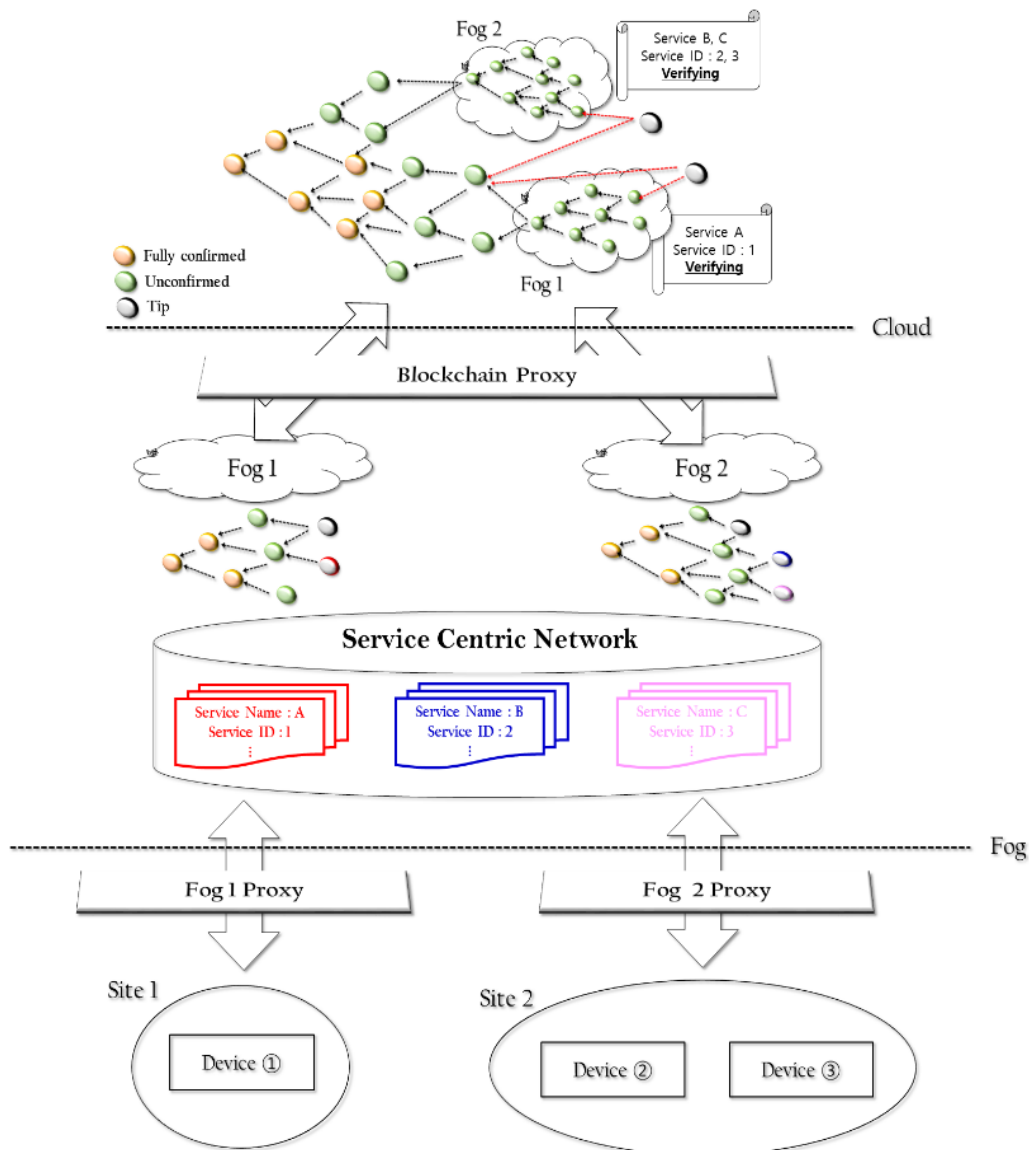 Fog 2
Service B, C
Service ID : 2, 3
Verifying
Service A
Service ID : 1
Verifying
Fog 1
Fully confirmed
Unconfirmed
Tip
Cloud
Blockchain Proxy
Fog 1
Fog 2
Service Centric Network
Service Name : A
Service ID : 1
⋮
Service Name : B
Service ID : 2
⋮
Service Name : C
Service ID : 3
⋮
Fog
Fog 1 Proxy
Fog 2 Proxy
Site 1
Device ①
Site 2
Device ②
Device ③